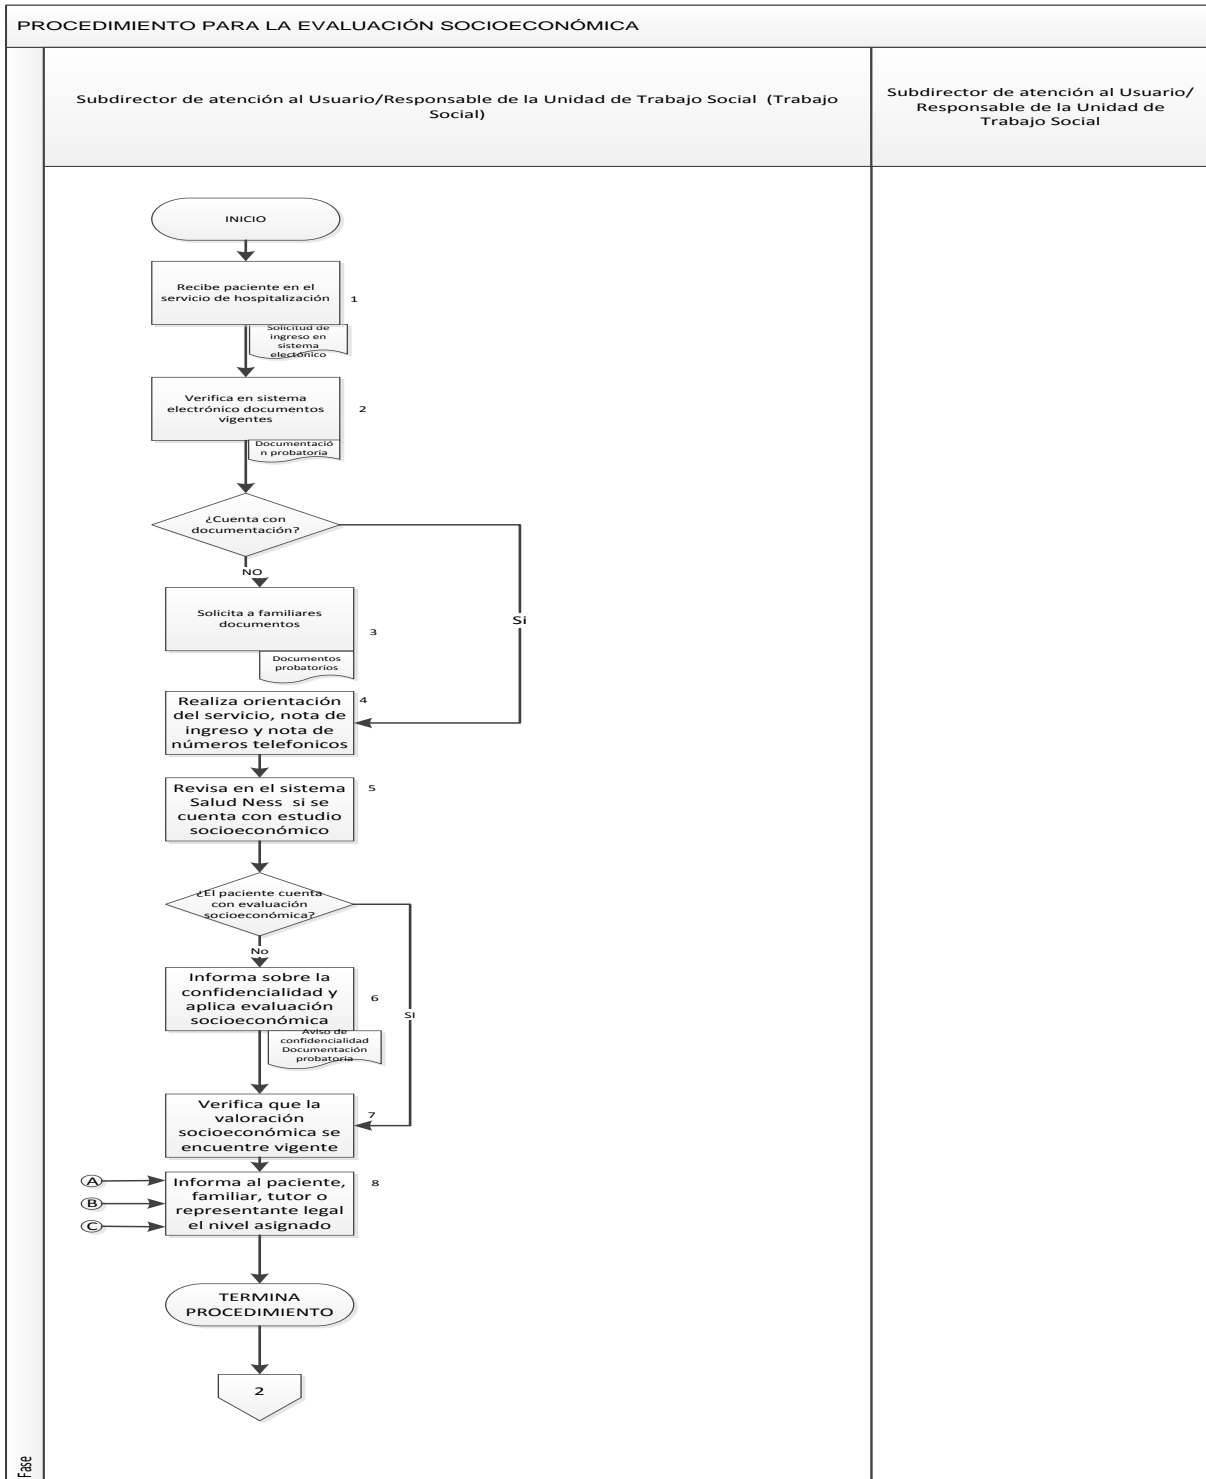 PROCEDIMIENTO PARA LA EVALUACIÓN SOCIOECONÓMICA
Subdirector de atención al Usuario/Responsable de la Unidad de Trabajo Social (Trabajo
Social)
Subdirector de atención al Usuario/
Responsable de la Unidad de
Trabajo Social
INICIO
Recibe paciente en el
servicio de hospitalización
1
Solicitud de
ingreso en
sistema
electónico
Verifica en sistema
electrónico documentos
vigentes
2
Documentació
n probatoria
¿Cuenta con
documentación?
NO
Si
Solicita a familiares
documentos
3
Documentos
probatorios
Realiza orientación
del servicio, nota de
ingreso y nota de
números telefonicos
4
Revisa en el sistema
Salud Ness si se
cuenta con estudio
socioeconómico
5
¿El paciente cuenta
con evaluación
socioeconómica?
No
SI
Informa sobre la
confidencialidad y
aplica evaluación
socioeconómica
6
Aviso de
confidencialidad
Documentación
probatoria
Verifica que la
valoración
socioeconómica se
encuentre vigente
7
A
B
C
Informa al paciente,
familiar, tutor o
representante legal
el nivel asignado
8
TERMINA
PROCEDIMIENTO
2
Fase